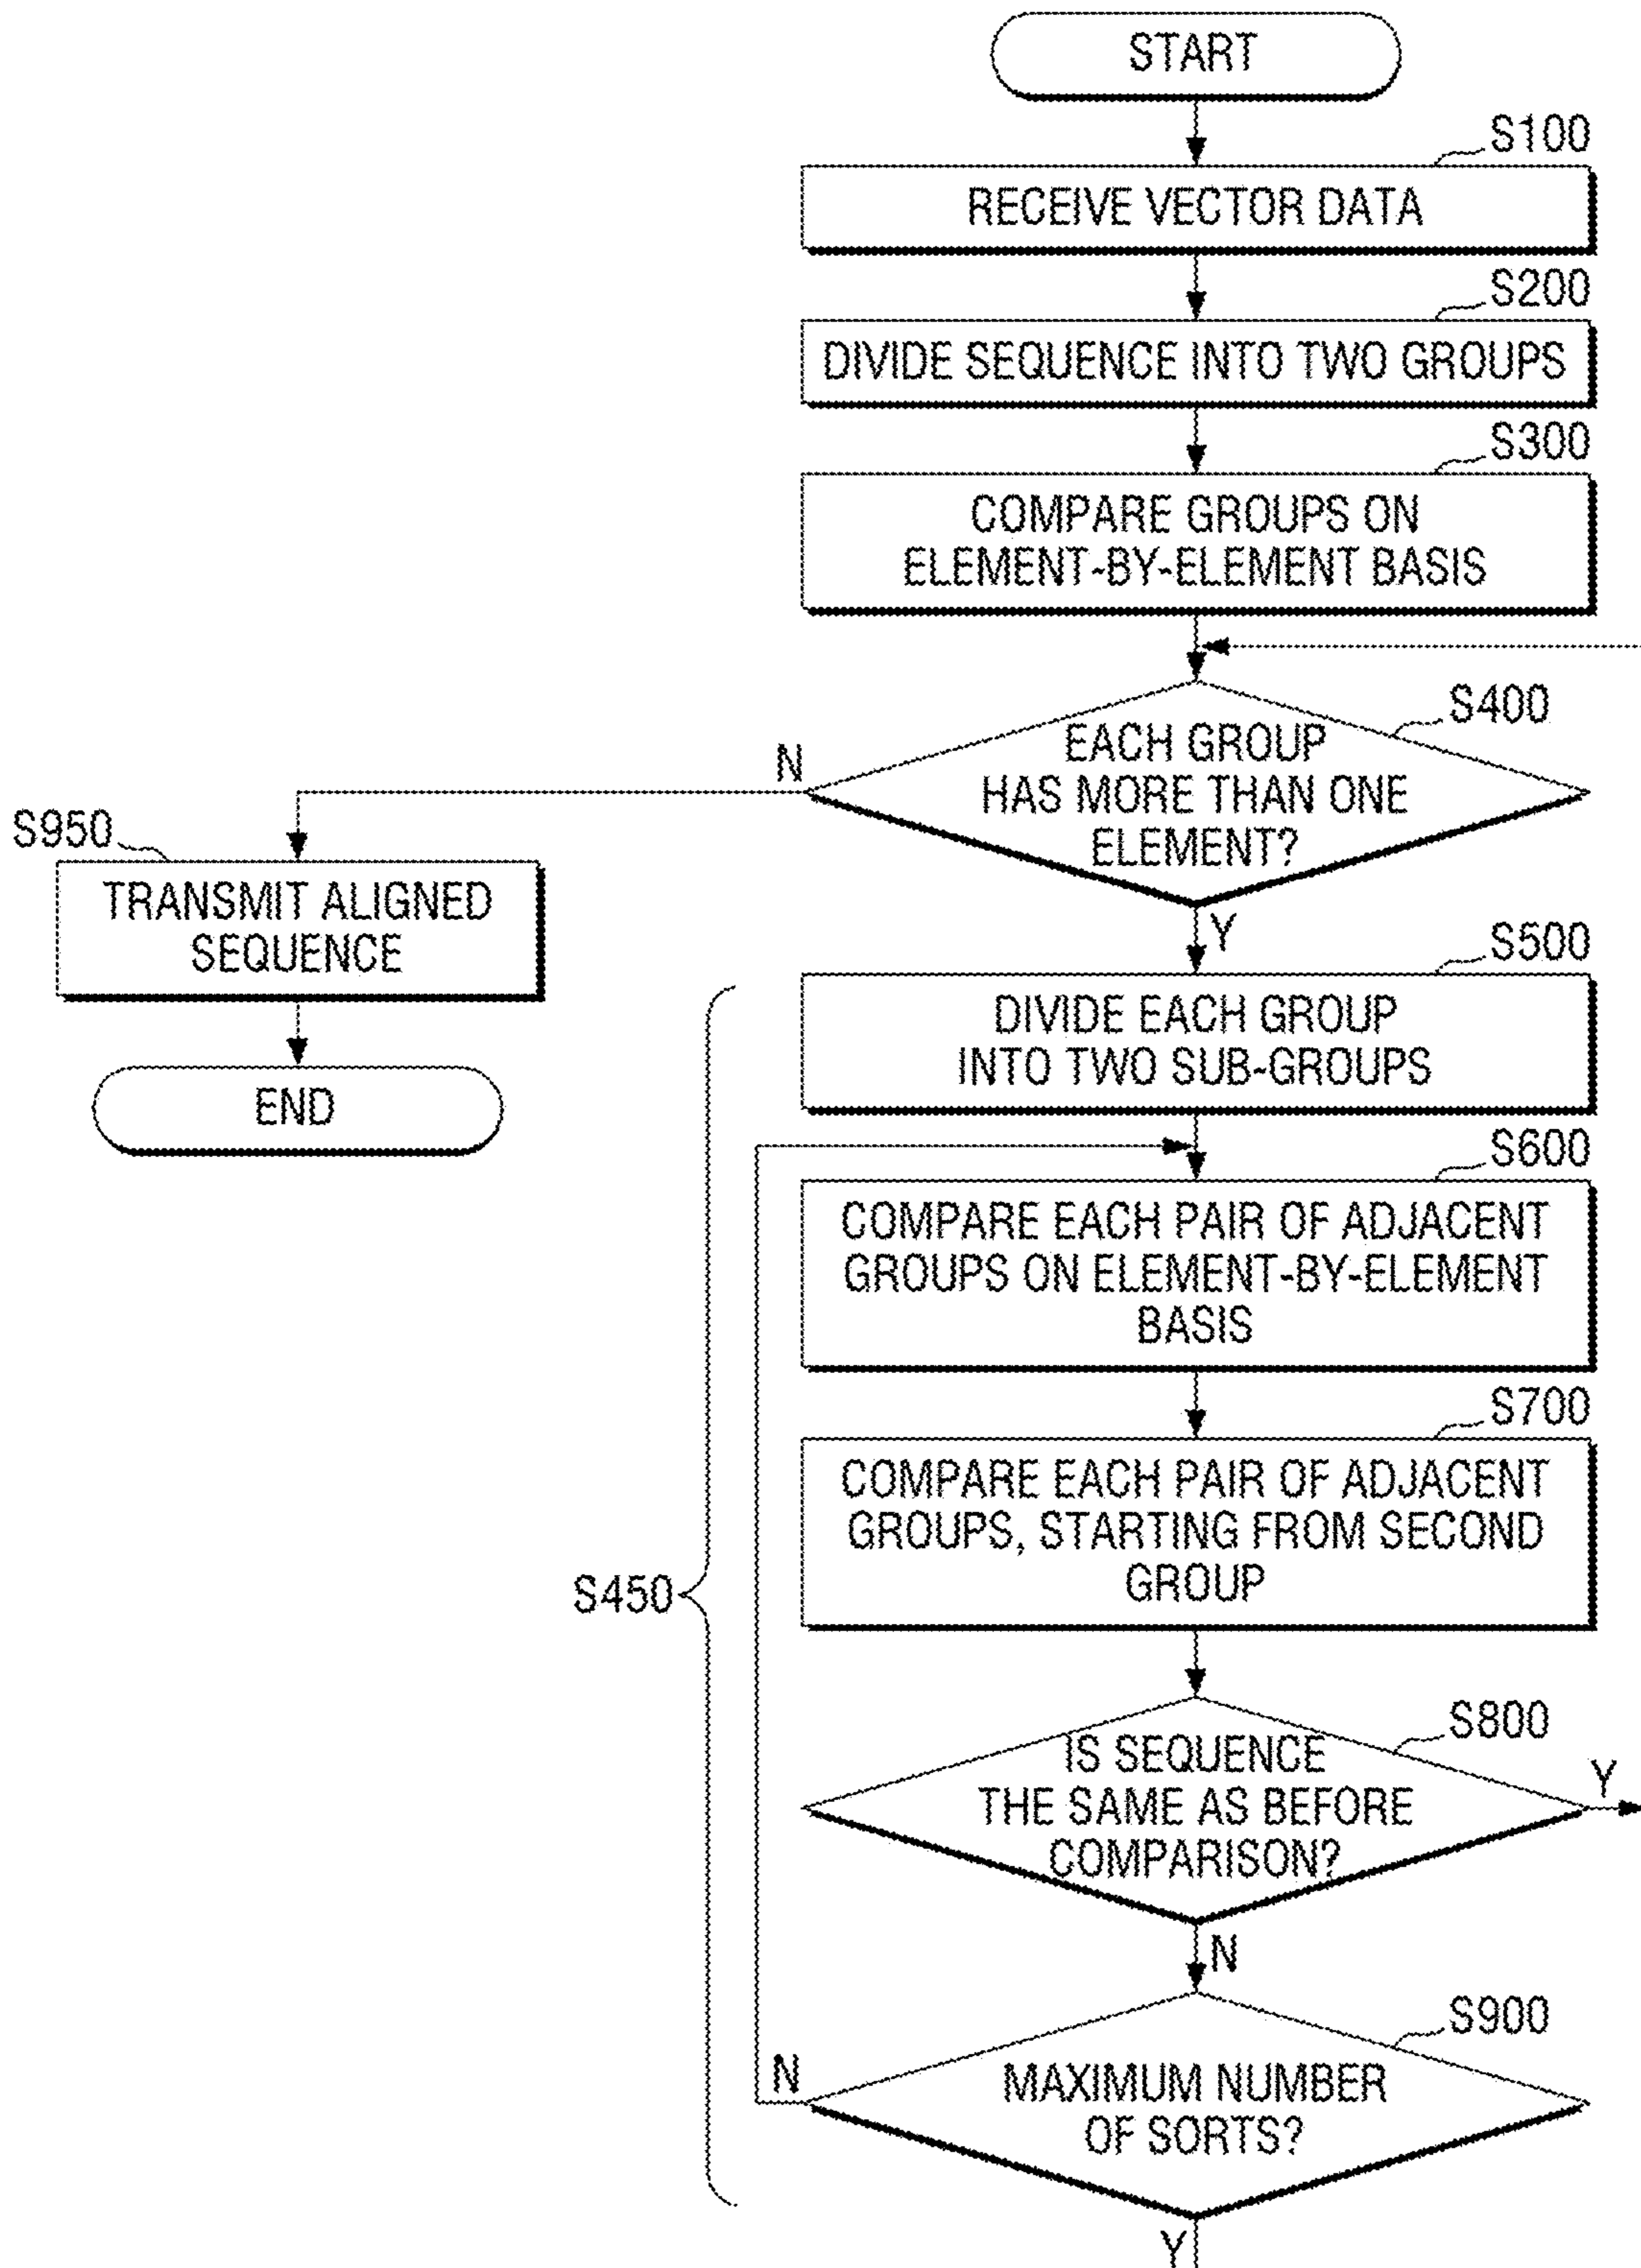 START
S100
RECEIVE VECTOR DATA
S200
DIVIDE SEQUENCE INTO TWO GROUPS
S300
COMPARE GROUPS ON
ELEMENT-BY-ELEMENT BASIS
S400
EACH GROUP
HAS MORE THAN ONE
ELEMENT?
N
S950
TRANSMIT ALIGNED
SEQUENCE
END
Y
S450
S500
DIVIDE EACH GROUP
INTO TWO SUB-GROUPS
S600
COMPARE EACH PAIR OF ADJACENT
GROUPS ON ELEMENT-BY-ELEMENT
BASIS
S700
COMPARE EACH PAIR OF ADJACENT
GROUPS, STARTING FROM SECOND
GROUP
S800
IS SEQUENCE
THE SAME AS BEFORE
COMPARISON?
Y
N
S900
MAXIMUM NUMBER
OF SORTS?
N
Y